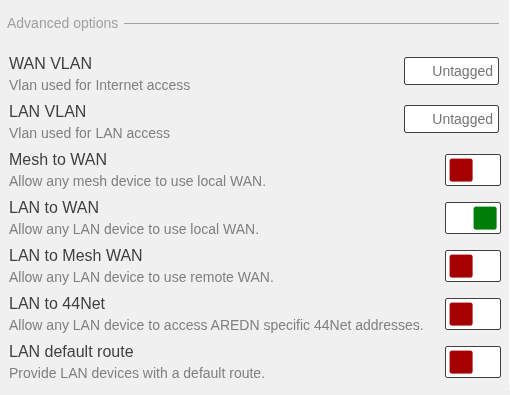 Advanced options
WAN VLAN
Vlan used for Internet access
Untagged
LAN VLAN
Vlan used for LAN access
Untagged
Mesh to WAN
Allow any mesh device to use local WAN.
LAN to WAN
Allow any LAN device to use local WAN.
LAN to Mesh WAN
Allow any LAN device to use remote WAN.
LAN to 44Net
Allow any LAN device to access AREDN specific 44Net addresses.
LAN default route
Provide LAN devices with a default route.